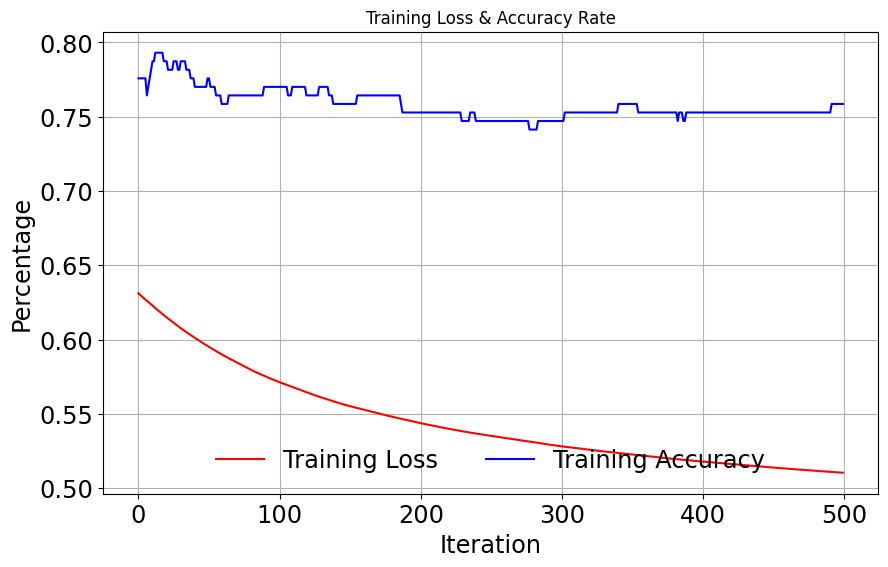 Training Loss & Accuracy Rate
0.80
0.75
0.70
0.65
0.60
0.55
0.50
Percentage
Training Loss
Training Accuracy
0 100 200 300 400 500
Iteration